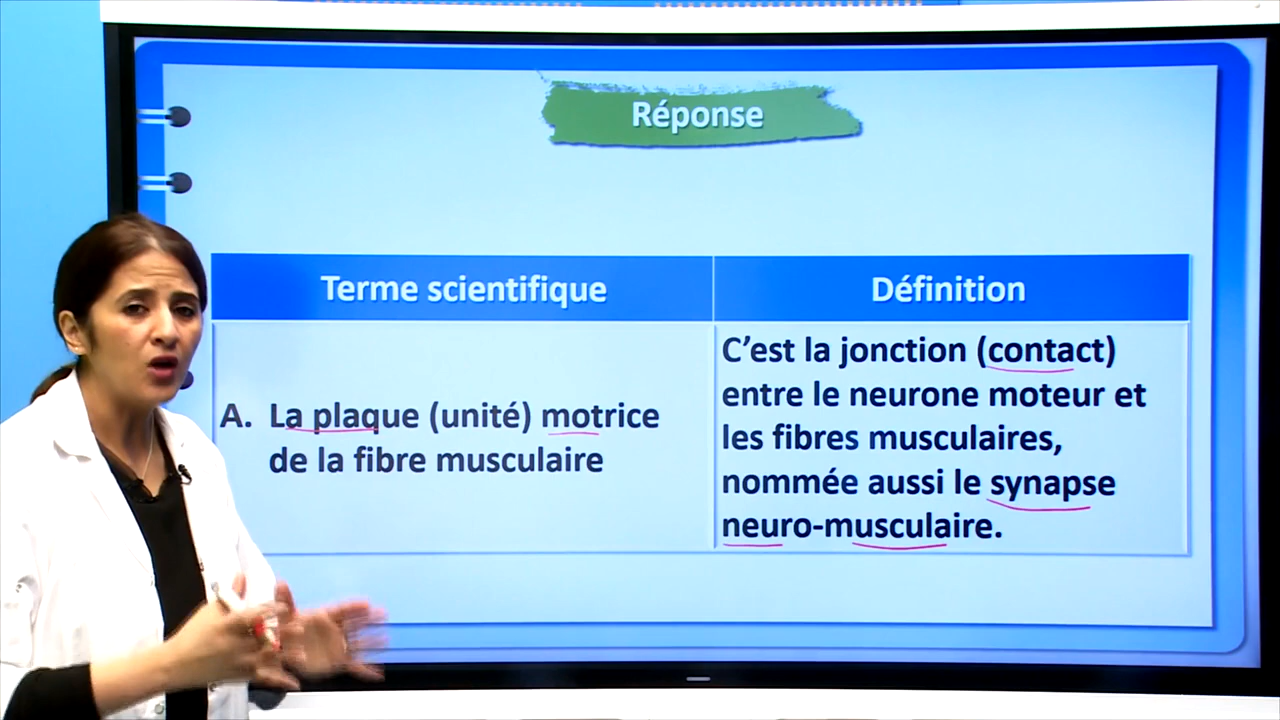 Réponse
Terme scientifique
Définition
A. La plaque (unité) motrice
de la fibre musculaire
C’est la jonction (contact)
entre le neurone moteur et
les fibres musculaires,
nommée aussi le synapse
neuro-musculaire.